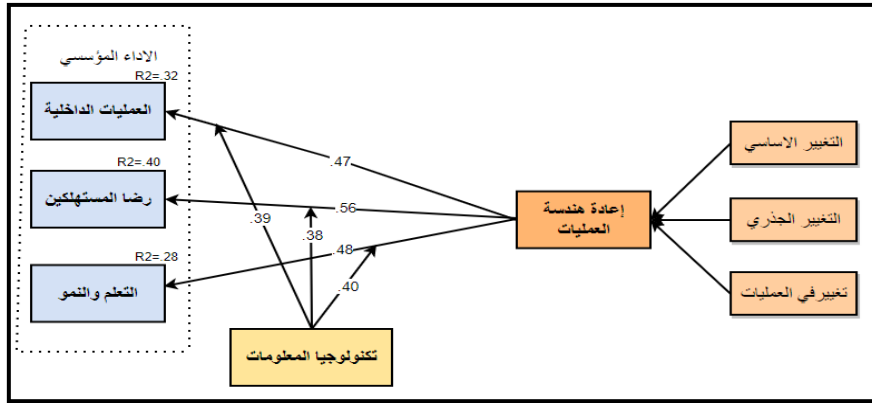 الاداء المؤسسي
R2=.32
العمليات الداخلية
R2=.40
رضا المستهلكين
R2=.28
التعلم والنمو
.47
.56
.48
.39
.38
.40
تكنولوجيا المعلومات
إعادة هندسة
العمليات
التغيير الاساسي
التغيير الجذري
تغيير في العمليات